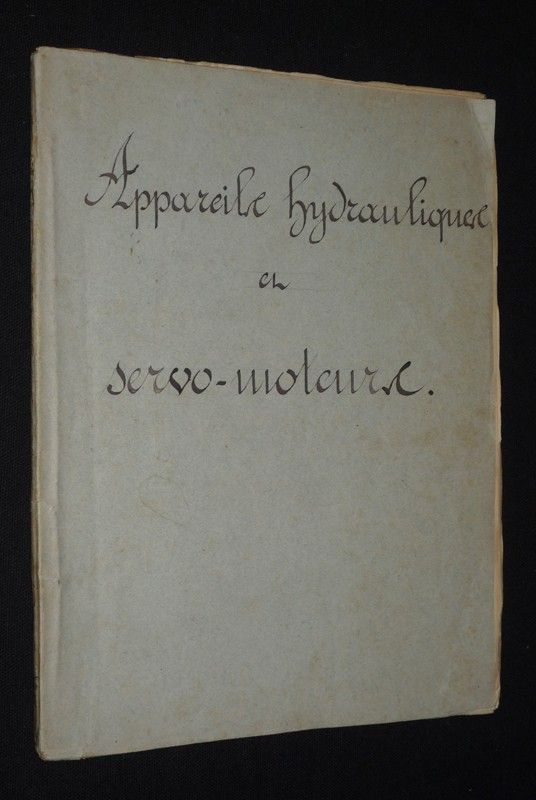 Appareils hydrauliques
et
servo-moteurs.